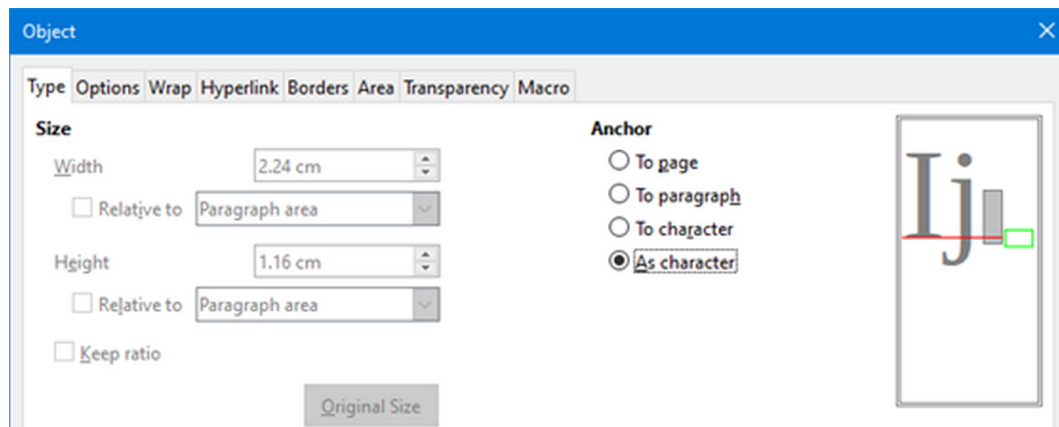 Object
Type Options Wrap Hyperlink Borders Area Transparency Macro
Size
Width 2.24 cm
Relative to Paragraph area
Height 1.16 cm
Relative to Paragraph area
Keep ratio
Original Size
Anchor
To page
To paragraph
To character
As character
Ij